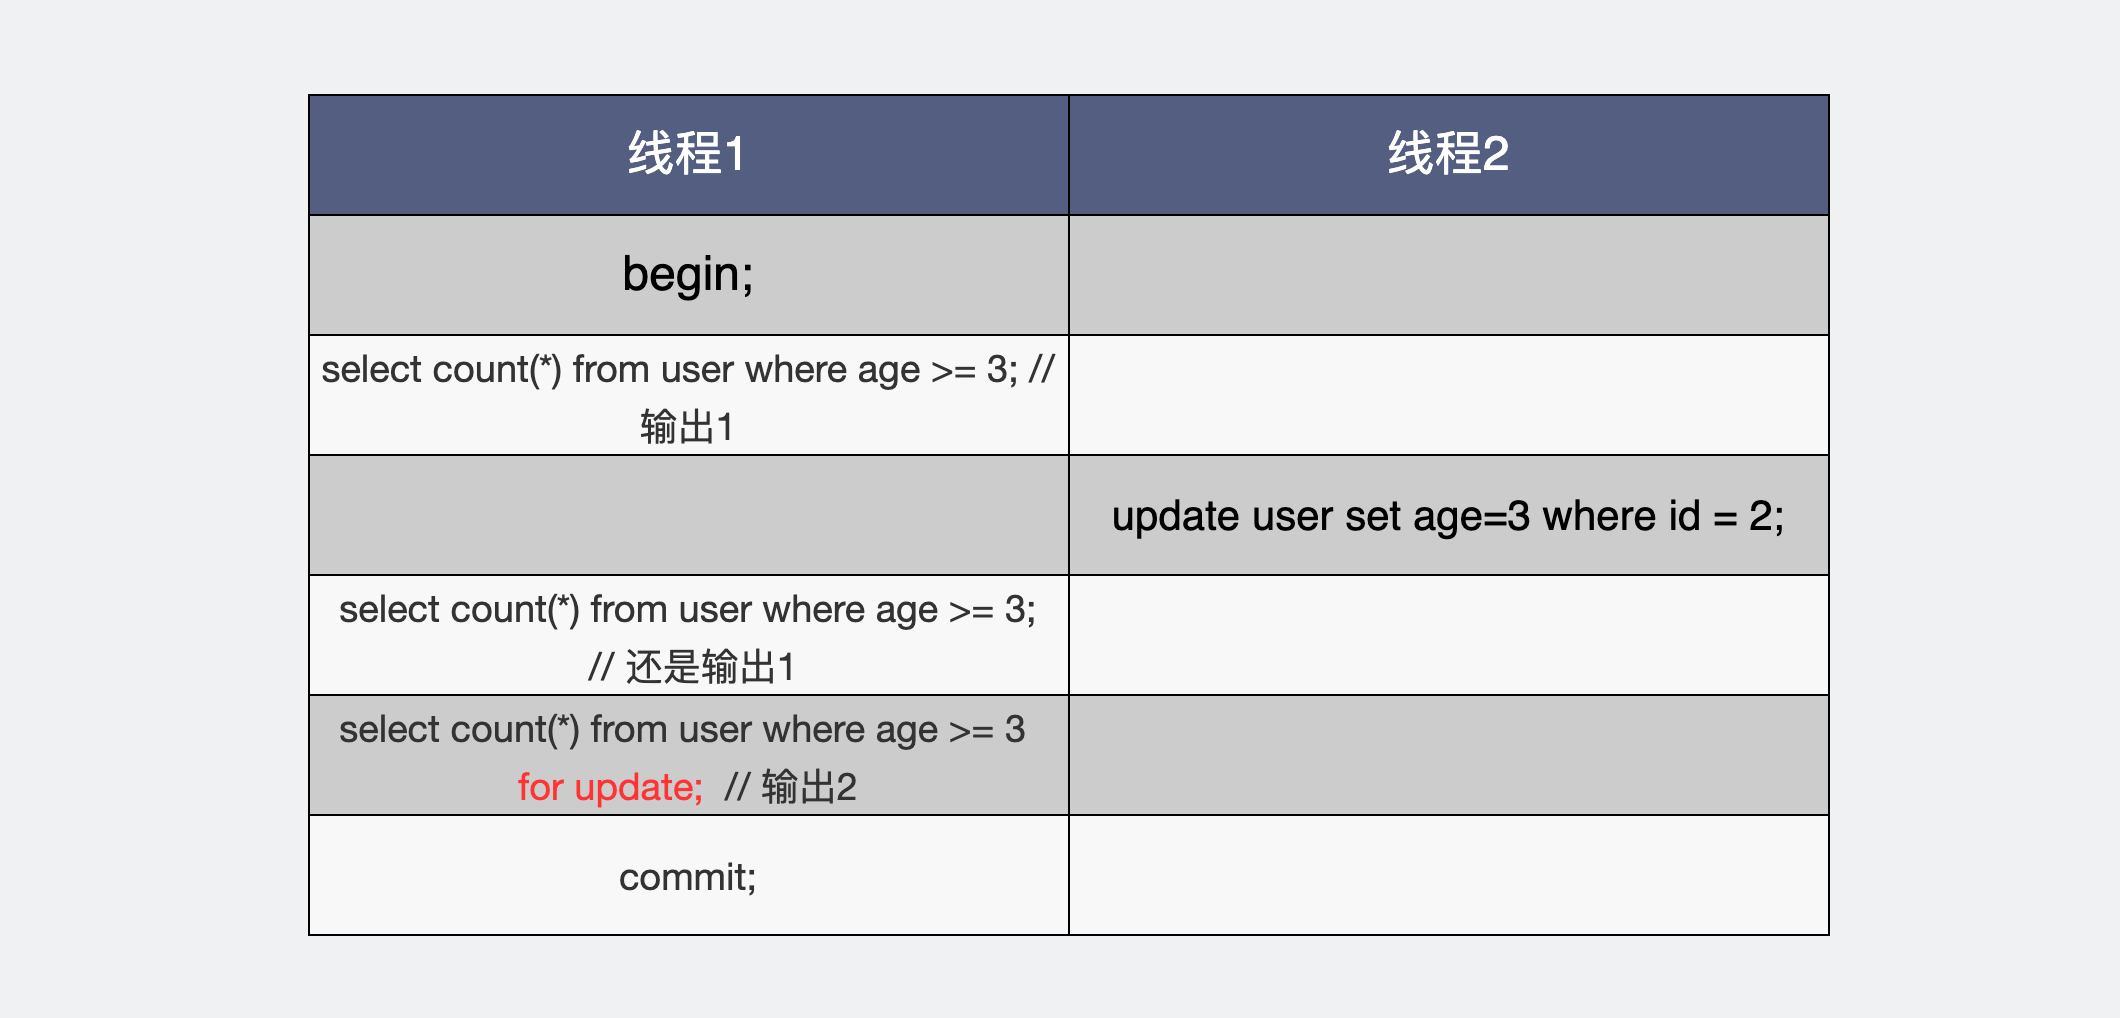 线程1
线程2
begin;
select count(*) from user where age >= 3; //
输出1
update user set age=3 where id = 2;
select count(*) from user where age >= 3;
// 还是输出1
select count(*) from user where age >= 3
for update; // 输出2
commit;